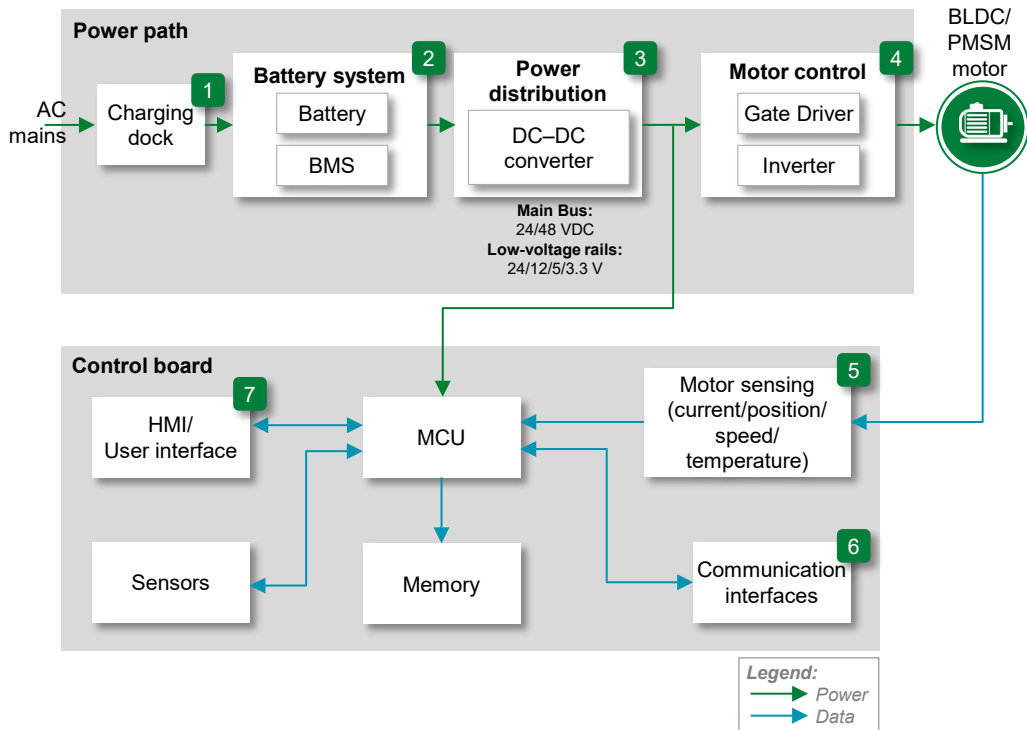 Power path
BLDC/
PMSM
motor
AC
mains
1
Charging
dock
2
Battery system
Battery
BMS
3
Power
distribution
DC–DC
converter
Main Bus:
24/48 VDC
Low-voltage rails:
24/12/5/3.3 V
4
Motor control
Gate Driver
Inverter
Control board
7
HMI/
User interface
MCU
5
Motor sensing
(current/position/
speed/
temperature)
Sensors
Memory
6
Communication
interfaces
Legend:
Power
Data